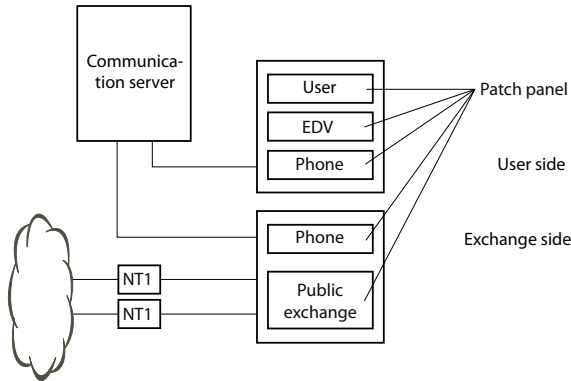 Communica-
tion server
User
EDV
Phone
Patch panel
User side
Phone
Exchange side
Public
exchange
NT1
NT1